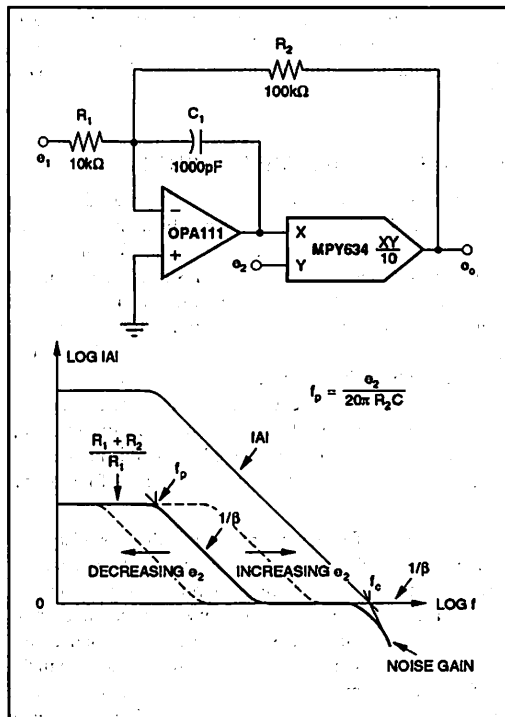 R2
100kΩ
R1
C1
e1
10kΩ
1000pF
−
OPA111
+
X
MPY634 XY/10
Y
e2
eo
LOG |A|
fp = e2 / 20π R2C
R1 + R2 / R1
fp
|A|
1/β
DECREASING e2
INCREASING e2
fc
1/β
0
LOG f
NOISE GAIN